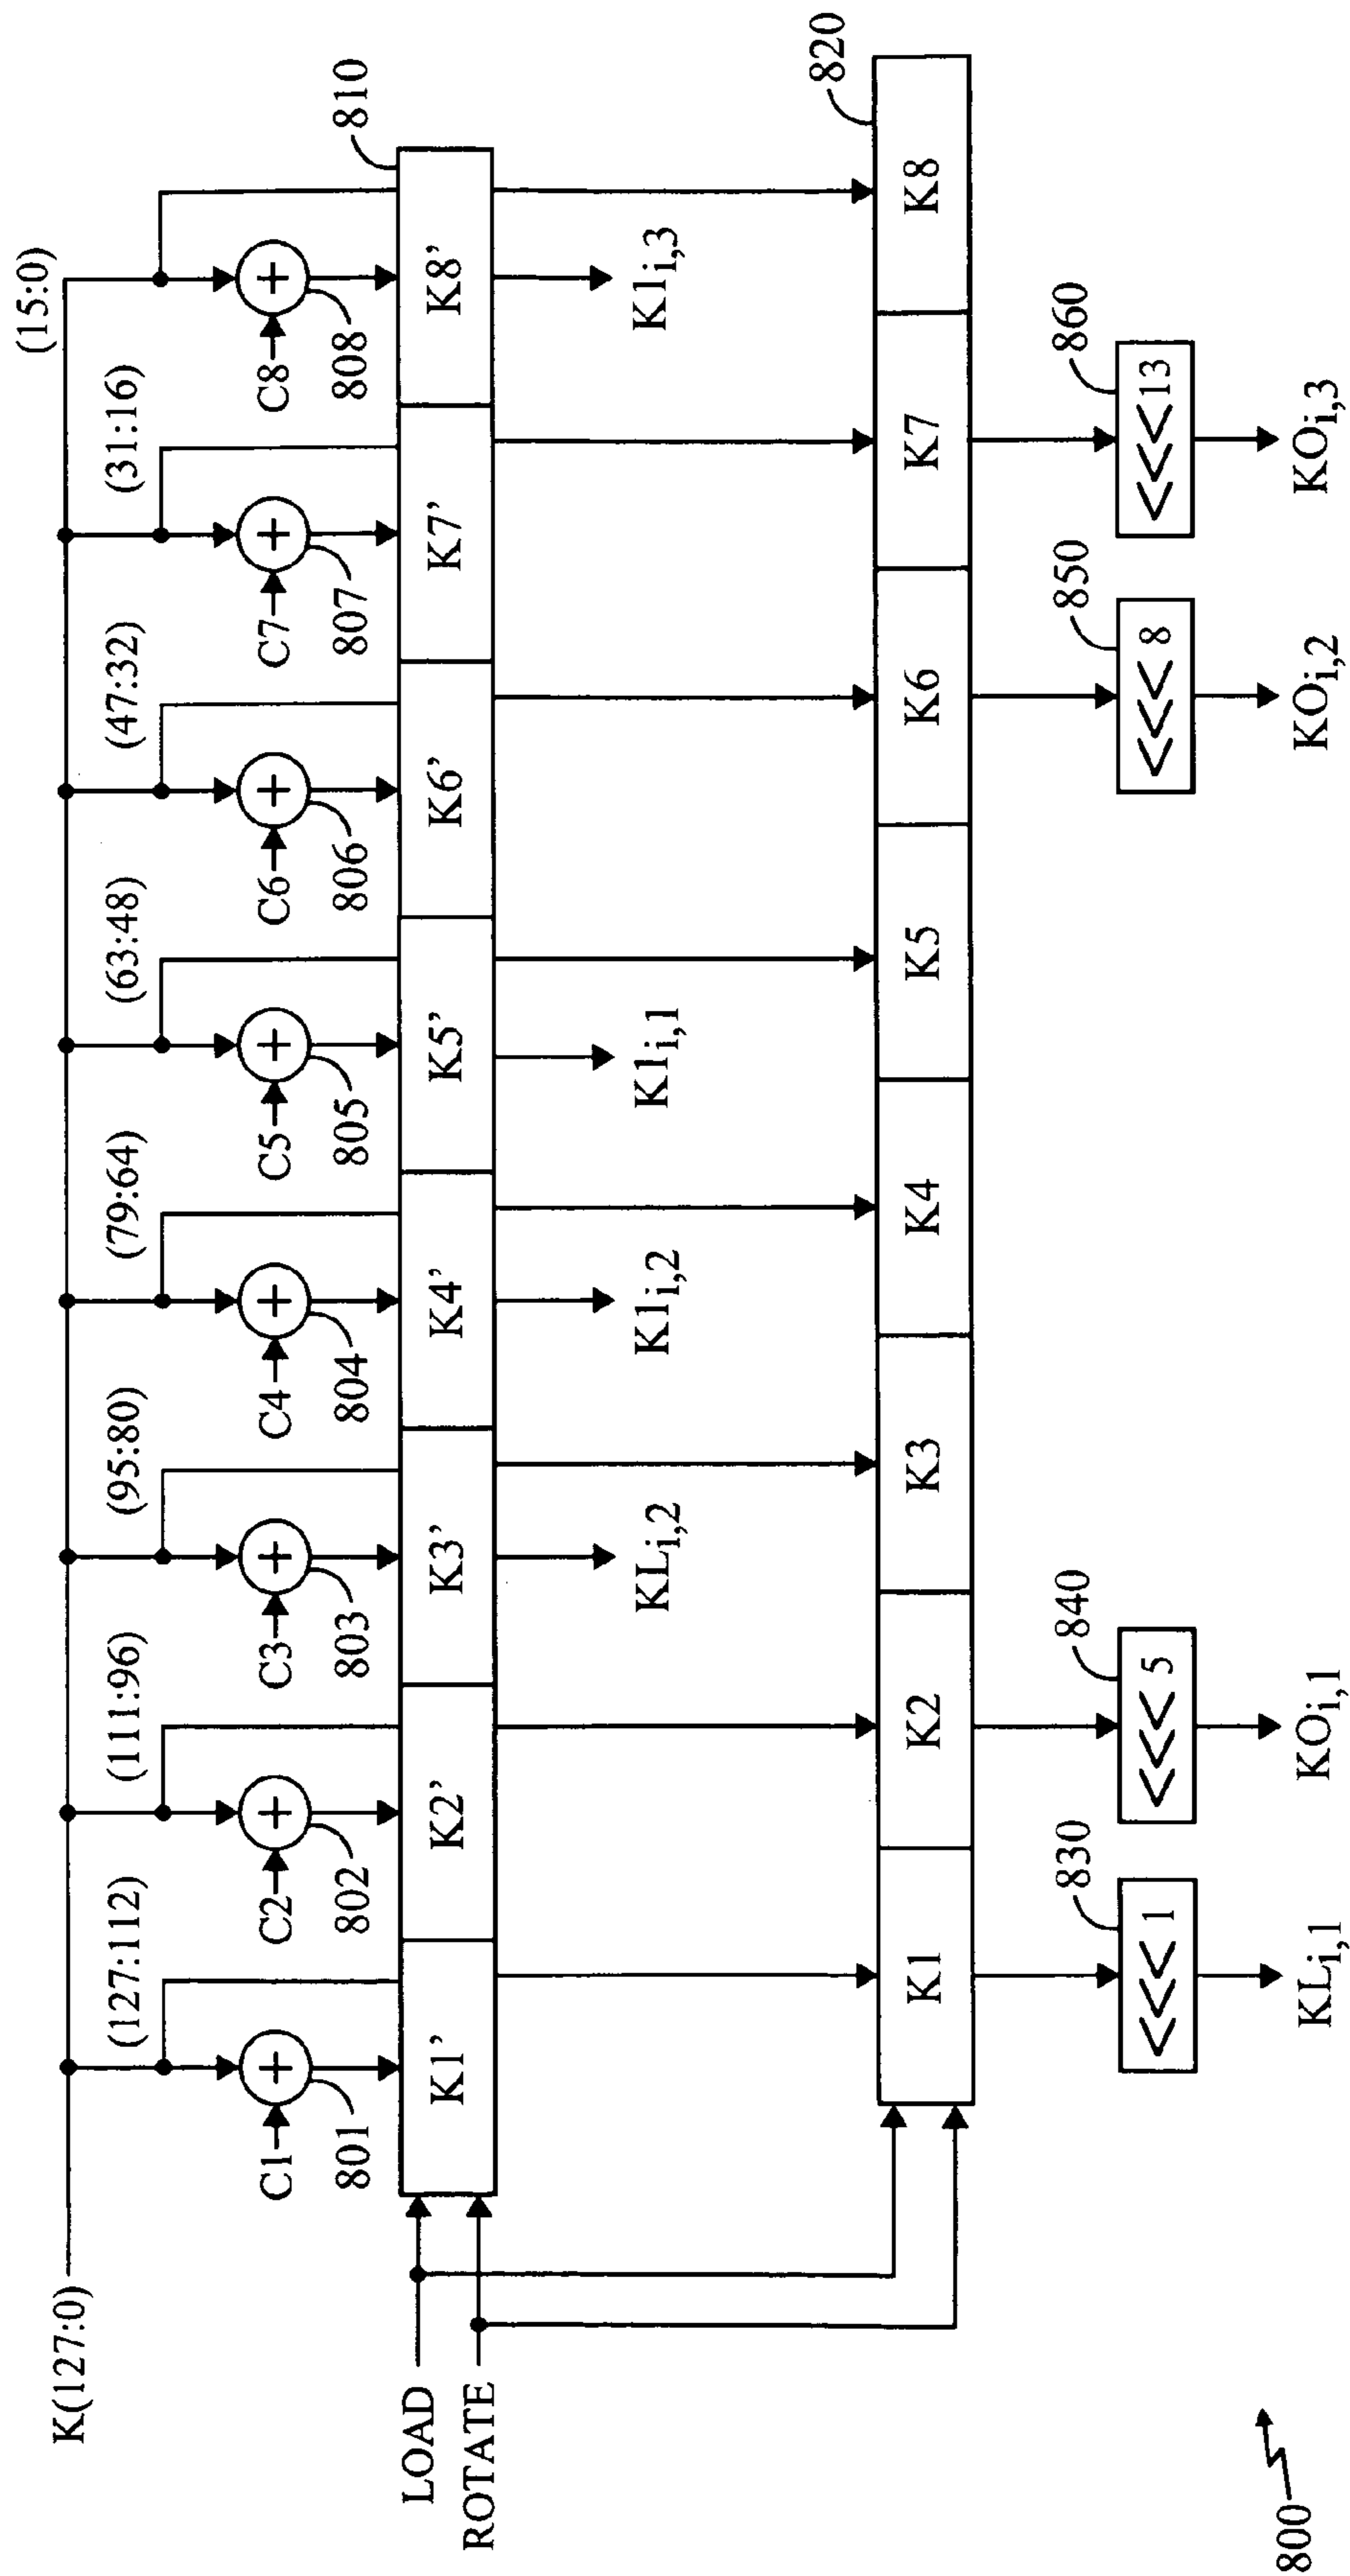 K(127:0)
(127:112)
(111:96)
(95:80)
(79:64)
(63:48)
(47:32)
(31:16)
(15:0)
C1
+
801
C2
+
802
C3
+
803
C4
+
804
C5
+
805
C6
+
806
C7
+
807
C8
+
808
810
LOAD
ROTATE
K1'
K2'
K3'
K4'
K5'
K6'
K7'
K8'
KLi,2
K1i,2
K1i,1
K1i,3
820
K1
K2
K3
K4
K5
K6
K7
K8
830
<<< 1
840
<<< 5
850
<<< 8
860
<<<13
KLi,1
KOi,1
KOi,2
KOi,3
800